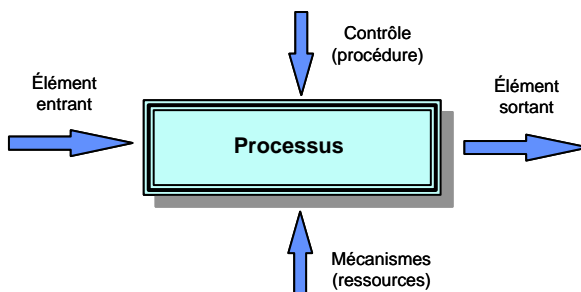 Contrôle
(procédure)
Élément
entrant
Élément
sortant
Processus
Mécanismes
(ressources)